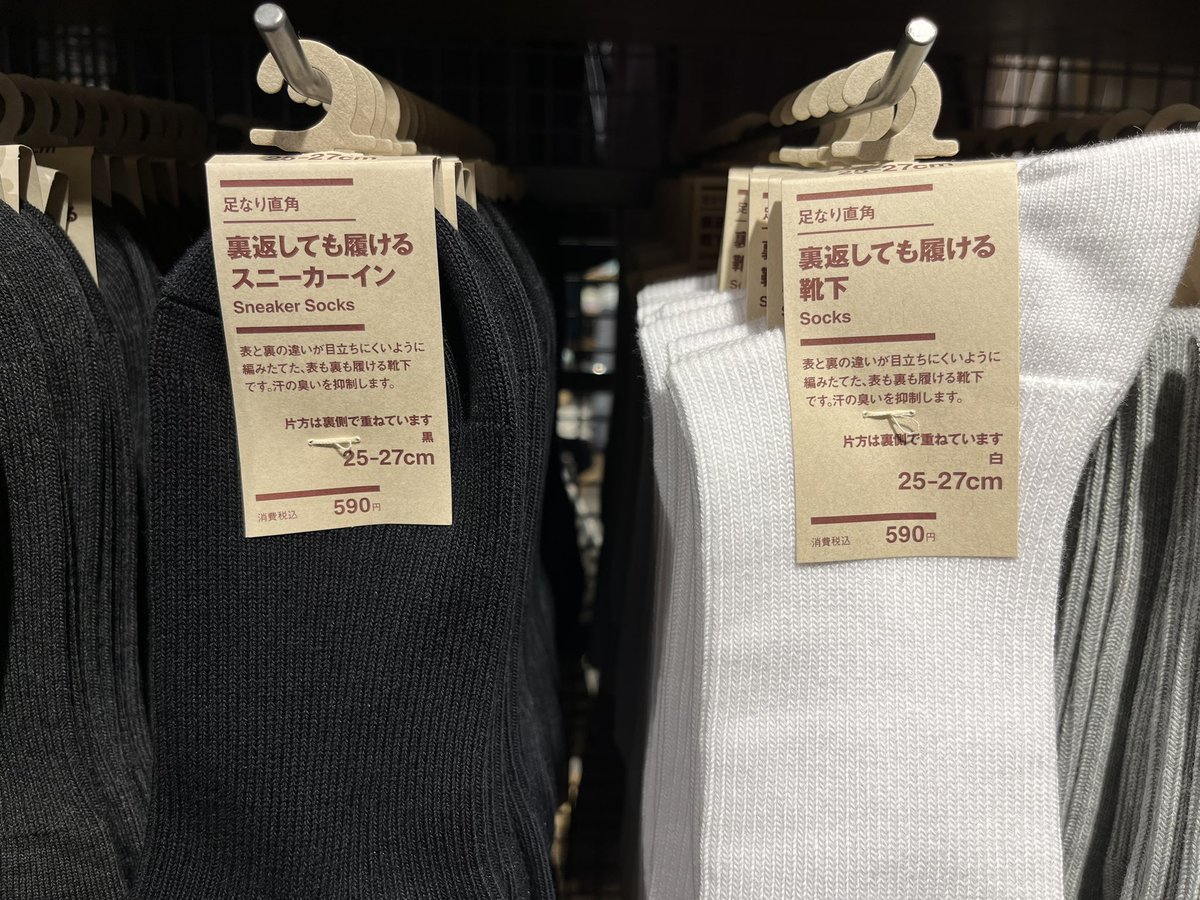 25-27cm
足なり直角
裏返しても履ける
スニーカーイン
Sneaker Socks
表と裏の違いが目立ちにくいように
編みたてた、表も裏も履ける靴下
です。汗の臭いを抑制します。
片方は裏側で重ねています
黒
25-27cm
消費税込 590円
25-27cm
足なり直角
裏返しても履ける
靴下
Socks
表と裏の違いが目立ちにくいように
編みたてた、表も裏も履ける靴下
です。汗の臭いを抑制します。
片方は裏側で重ねています
白
25-27cm
消費税込 590円